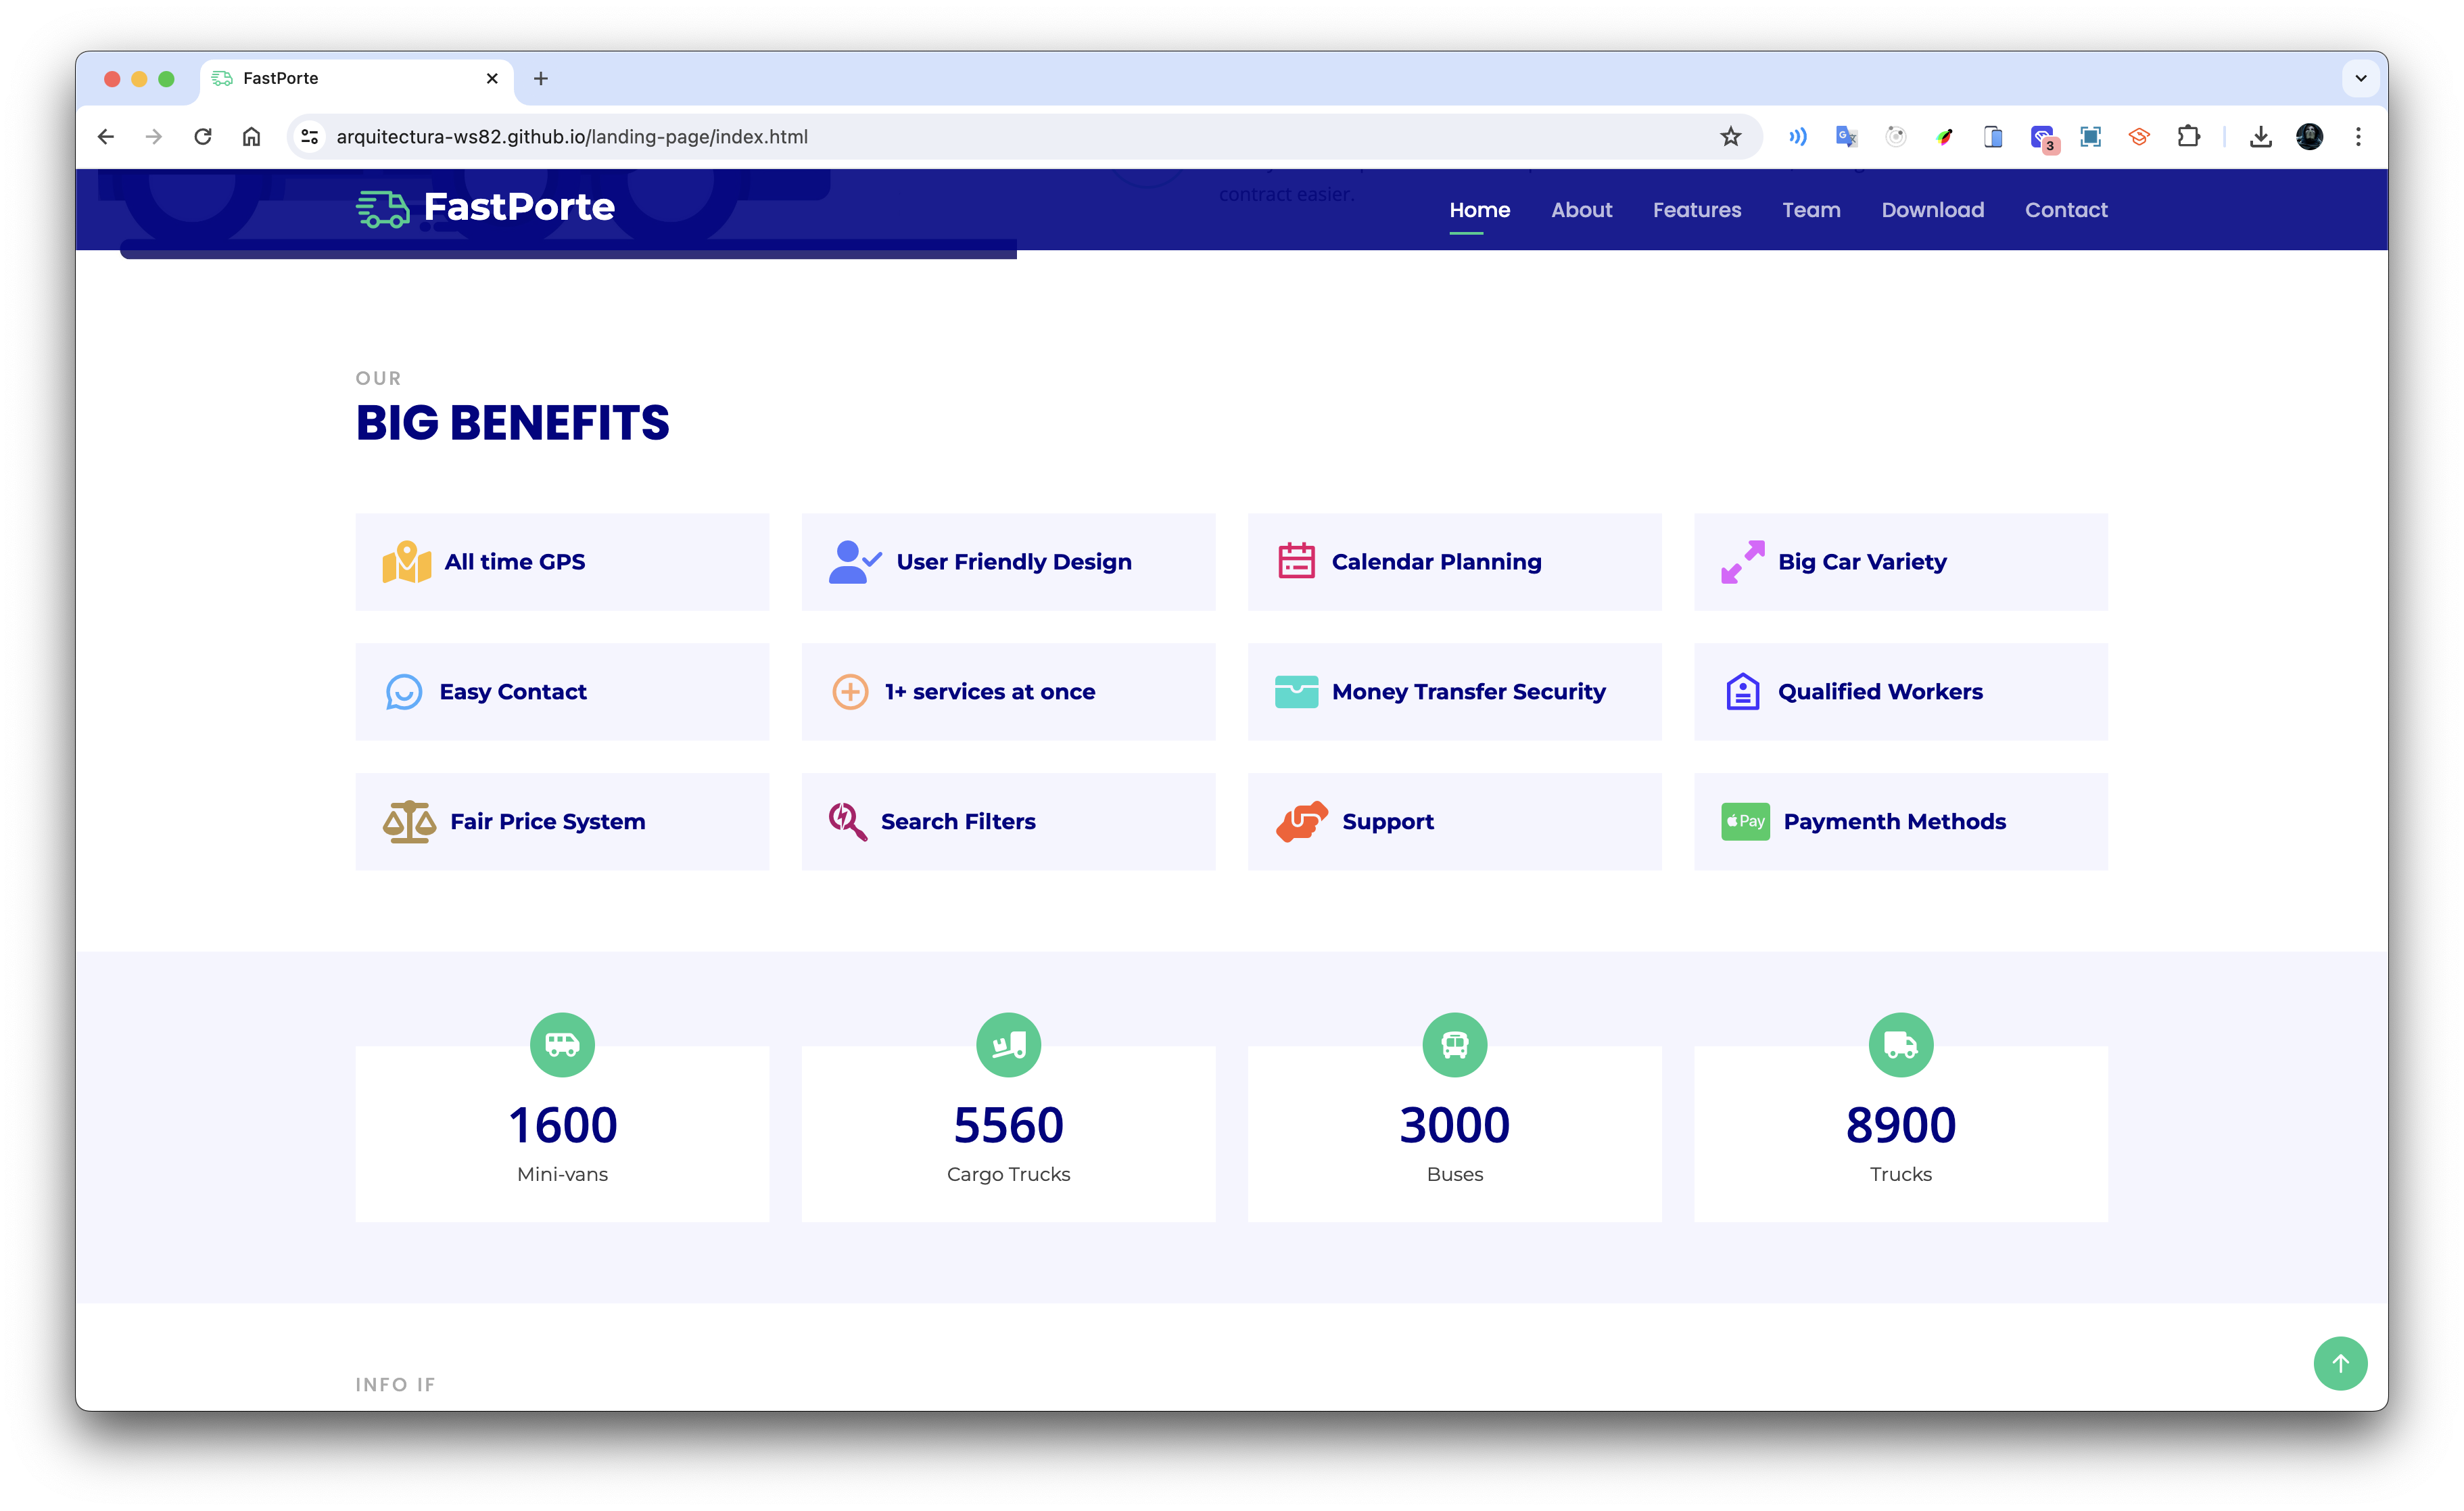 FastPorte
arquitectura-ws82.github.io/landing-page/index.html
3
contract easier.
FastPorte
Home About Features Team Download Contact
OUR
BIG BENEFITS
All time GPS
User Friendly Design
Calendar Planning
Big Car Variety
Easy Contact
1+ services at once
Money Transfer Security
Qualified Workers
Fair Price System
Search Filters
Support
Pay
Paymenth Methods
1600
Mini-vans
5560
Cargo Trucks
3000
Buses
8900
Trucks
INFO IF